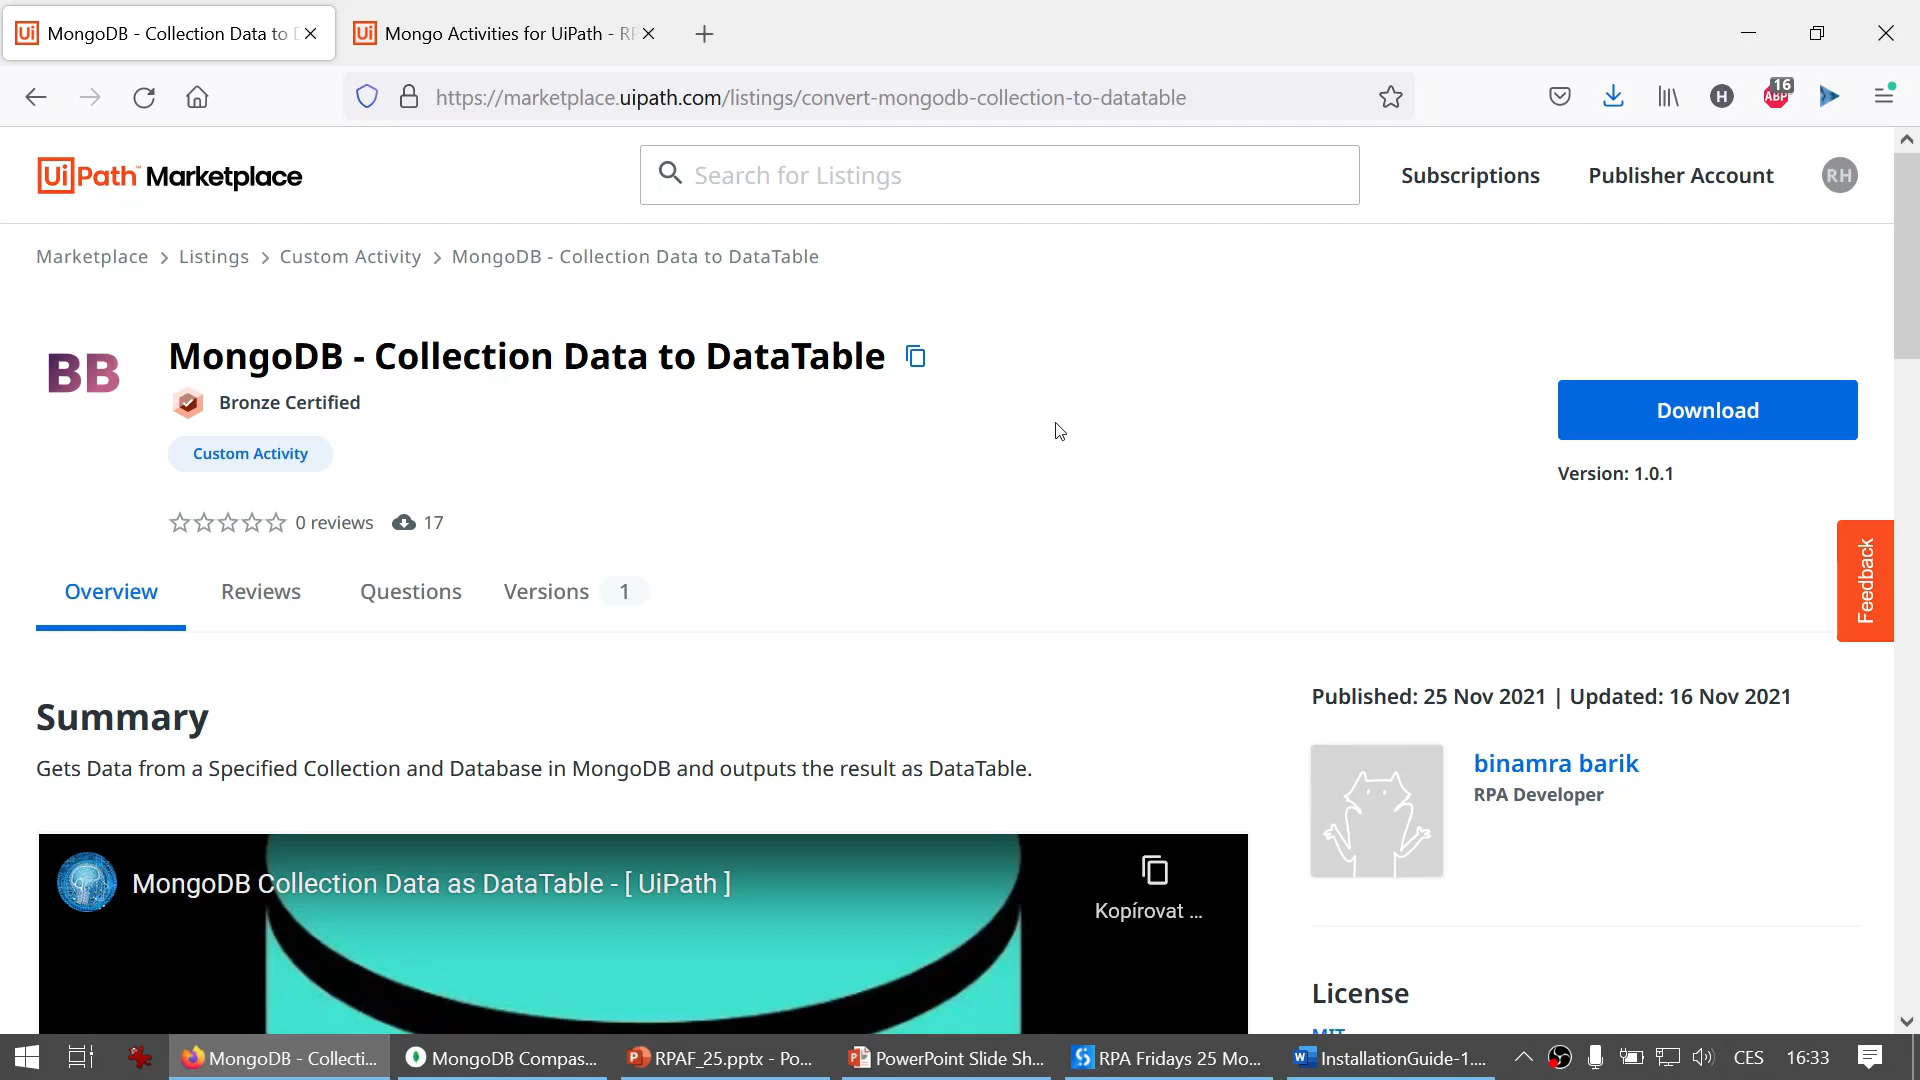 MongoDB - Collection Data to
Mongo Activities for UiPath - RP
https://marketplace.uipath.com/listings/convert-mongodb-collection-to-datatable
H
16
ABP
UiPath Marketplace
Search for Listings
Subscriptions
Publisher Account
RH
Marketplace > Listings > Custom Activity > MongoDB - Collection Data to DataTable
BB
MongoDB - Collection Data to DataTable
Bronze Certified
Custom Activity
Download
Version: 1.0.1
0 reviews
17
Feedback
Overview
Reviews
Questions
Versions
1
Summary
Gets Data from a Specified Collection and Database in MongoDB and outputs the result as DataTable.
Published: 25 Nov 2021 | Updated: 16 Nov 2021
binamra barik
RPA Developer
MongoDB Collection Data as DataTable - [ UiPath ]
Kopírovat ...
License
MIT
MongoDB - Collecti...
MongoDB Compas...
RPAF_25.pptx - Po...
PowerPoint Slide Sh...
RPA Fridays 25 Mo...
InstallationGuide-1....
CES
16:33